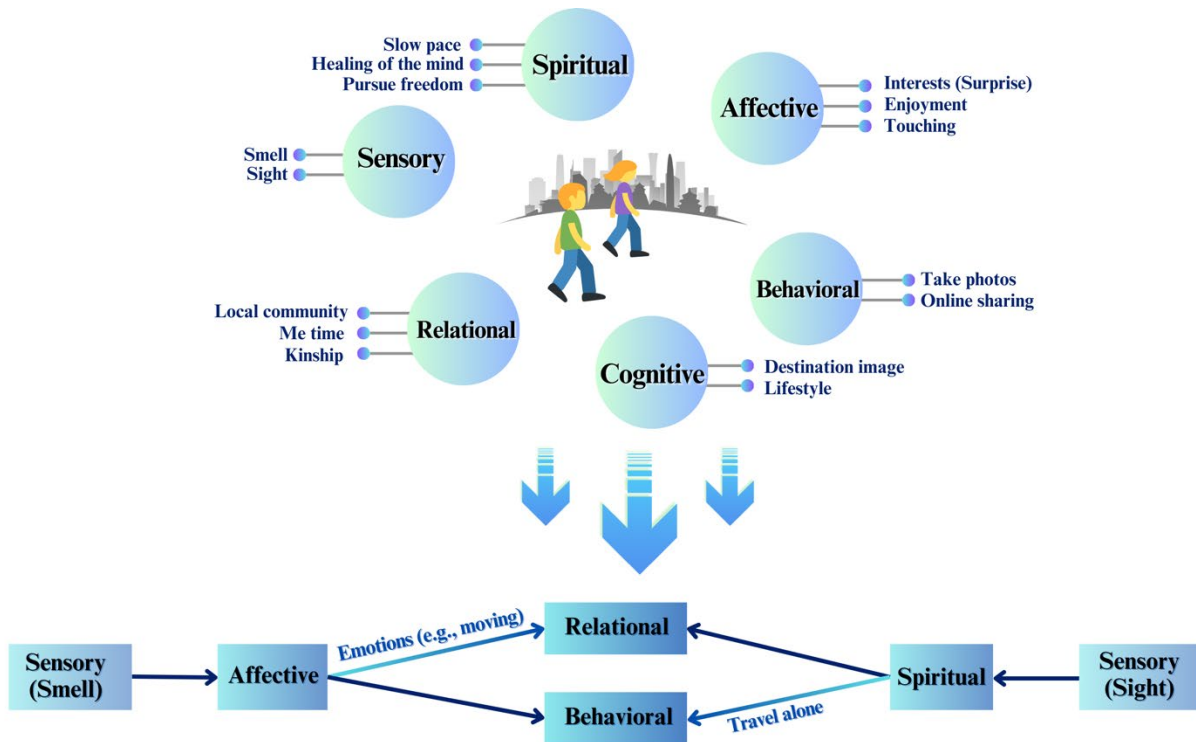 Slow pace
Healing of the mind
Pursue freedom
Spiritual
Affective
Interests (Surprise)
Enjoyment
Touching
Smell
Sight
Sensory
Behavioral
Take photos
Online sharing
Local community
Me time
Kinship
Relational
Cognitive
Destination image
Lifestyle
Sensory
(Smell)
Affective
Emotions (e.g., moving)
Relational
Behavioral
Travel alone
Spiritual
Sensory
(Sight)